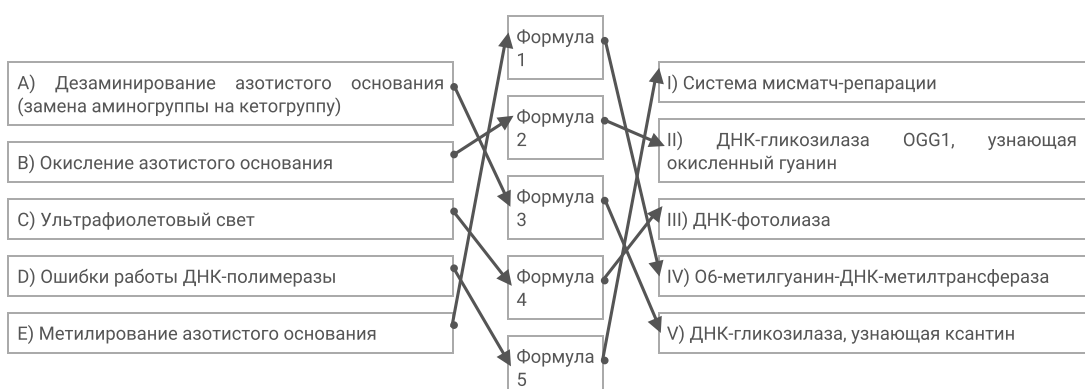 A) Дезаминирование азотистого основания
(замена аминогруппы на кетогруппу)
B) Окисление азотистого основания
C) Ультрафиолетовый свет
D) Ошибки работы ДНК-полимеразы
E) Метилирование азотистого основания
Формула
1
Формула
2
Формула
3
Формула
4
Формула
5
I) Система мисматч-репарации
II) ДНК-гликозилаза OGG1, узнающая
окисленный гуанин
III) ДНК-фотолиаза
IV) О6-метилгуанин-ДНК-метилтрансфераза
V) ДНК-гликозилаза, узнающая ксантин